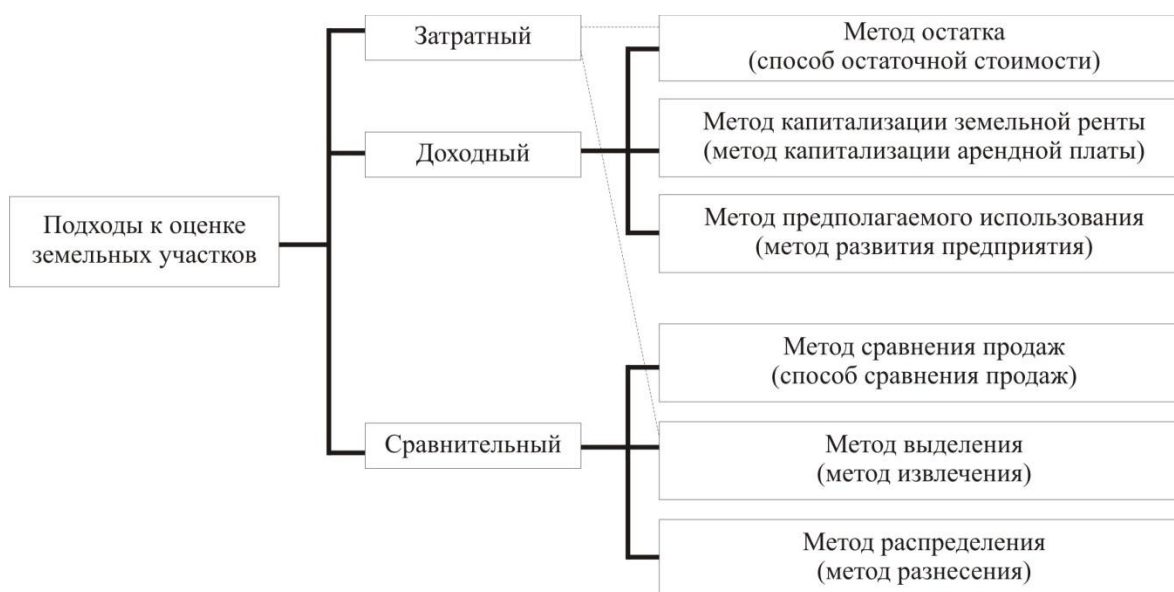 Подходы к оценке
земельных участков
Затратный
Доходный
Сравнительный
Метод остатка
(способ остаточной стоимости)
Метод капитализации земельной ренты
(метод капитализации арендной платы)
Метод предполагаемого использования
(метод развития предприятия)
Метод сравнения продаж
(способ сравнения продаж)
Метод выделения
(метод извлечения)
Метод распределения
(метод разнесения)